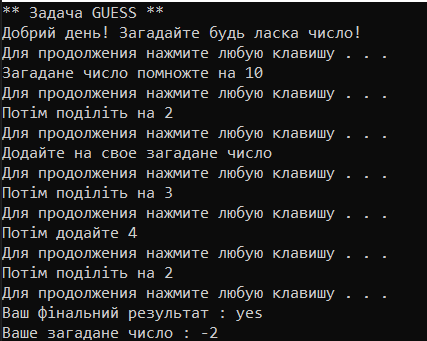 ** Задача GUESS **
Добрий день! Загадайте будь ласка число!
Для продолжения нажмите любую клавишу . . .
Загадане число помножте на 10
Для продолжения нажмите любую клавишу . . .
Потім поділіть на 2
Для продолжения нажмите любую клавишу . . .
Додайте на свое загадане число
Для продолжения нажмите любую клавишу . . .
Потім поділіть на 3
Для продолжения нажмите любую клавишу . . .
Потім додайте 4
Для продолжения нажмите любую клавишу . . .
Потім поділіть на 2
Для продолжения нажмите любую клавишу . . .
Ваш фінальний результат : yes
Ваше загадане число : -2